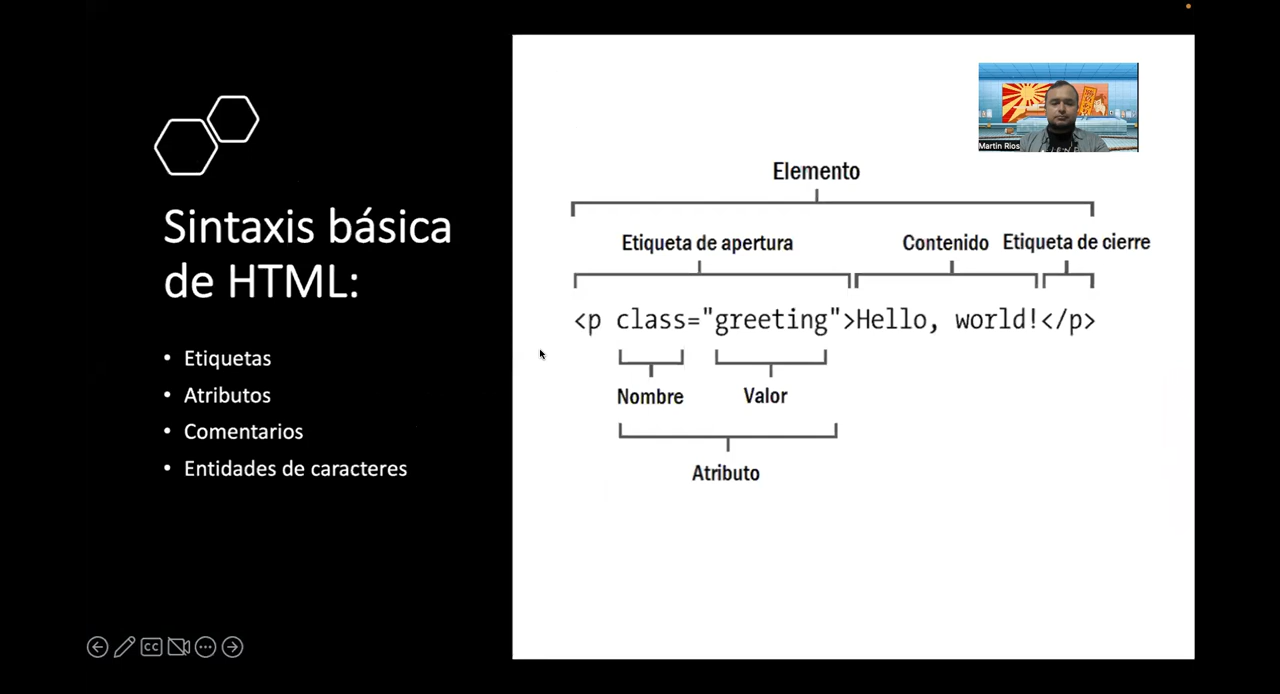 Sintaxis básica
de HTML:
• Etiquetas
• Atributos
• Comentarios
• Entidades de caracteres
Martin Rios
Elemento
Etiqueta de apertura
Contenido
Etiqueta de cierre
<p class="greeting">Hello, world!</p>
Nombre
Valor
Atributo
CC